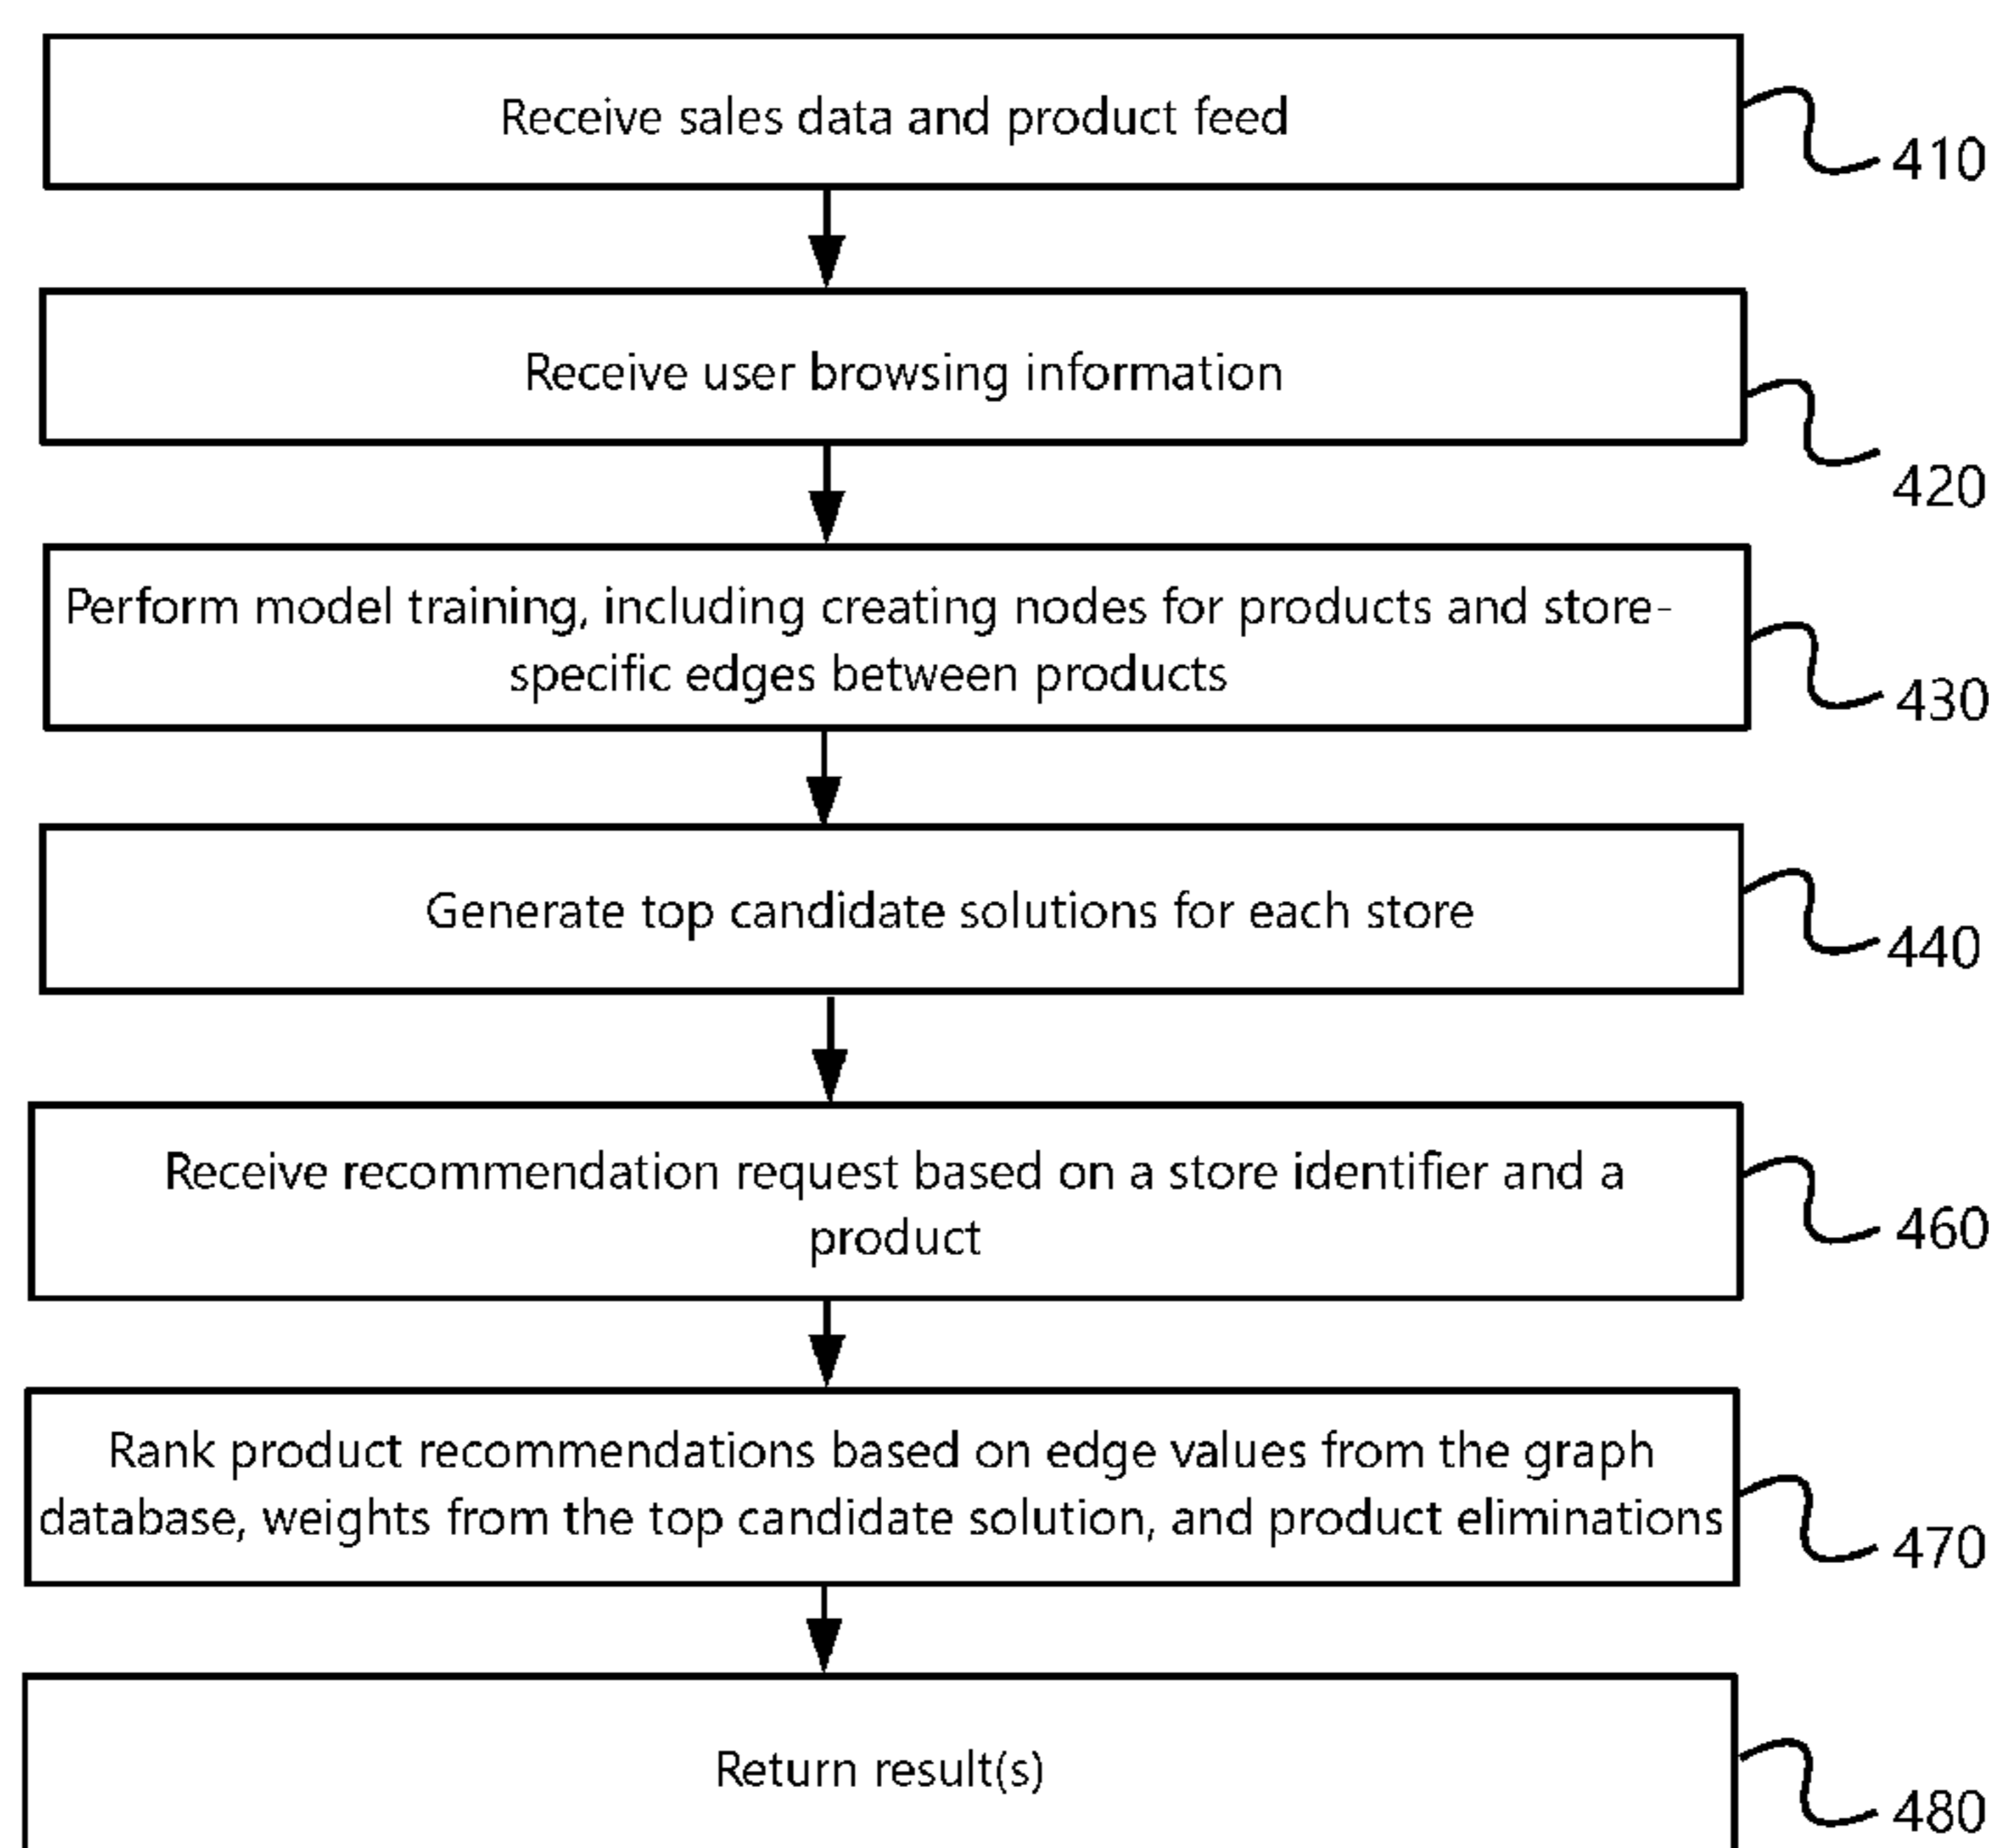 Receive sales data and product feed
410
Receive user browsing information
420
Perform model training, including creating nodes for products and store-
specific edges between products
430
Generate top candidate solutions for each store
440
Receive recommendation request based on a store identifier and a
product
460
Rank product recommendations based on edge values from the graph
database, weights from the top candidate solution, and product eliminations
470
Return result(s)
480